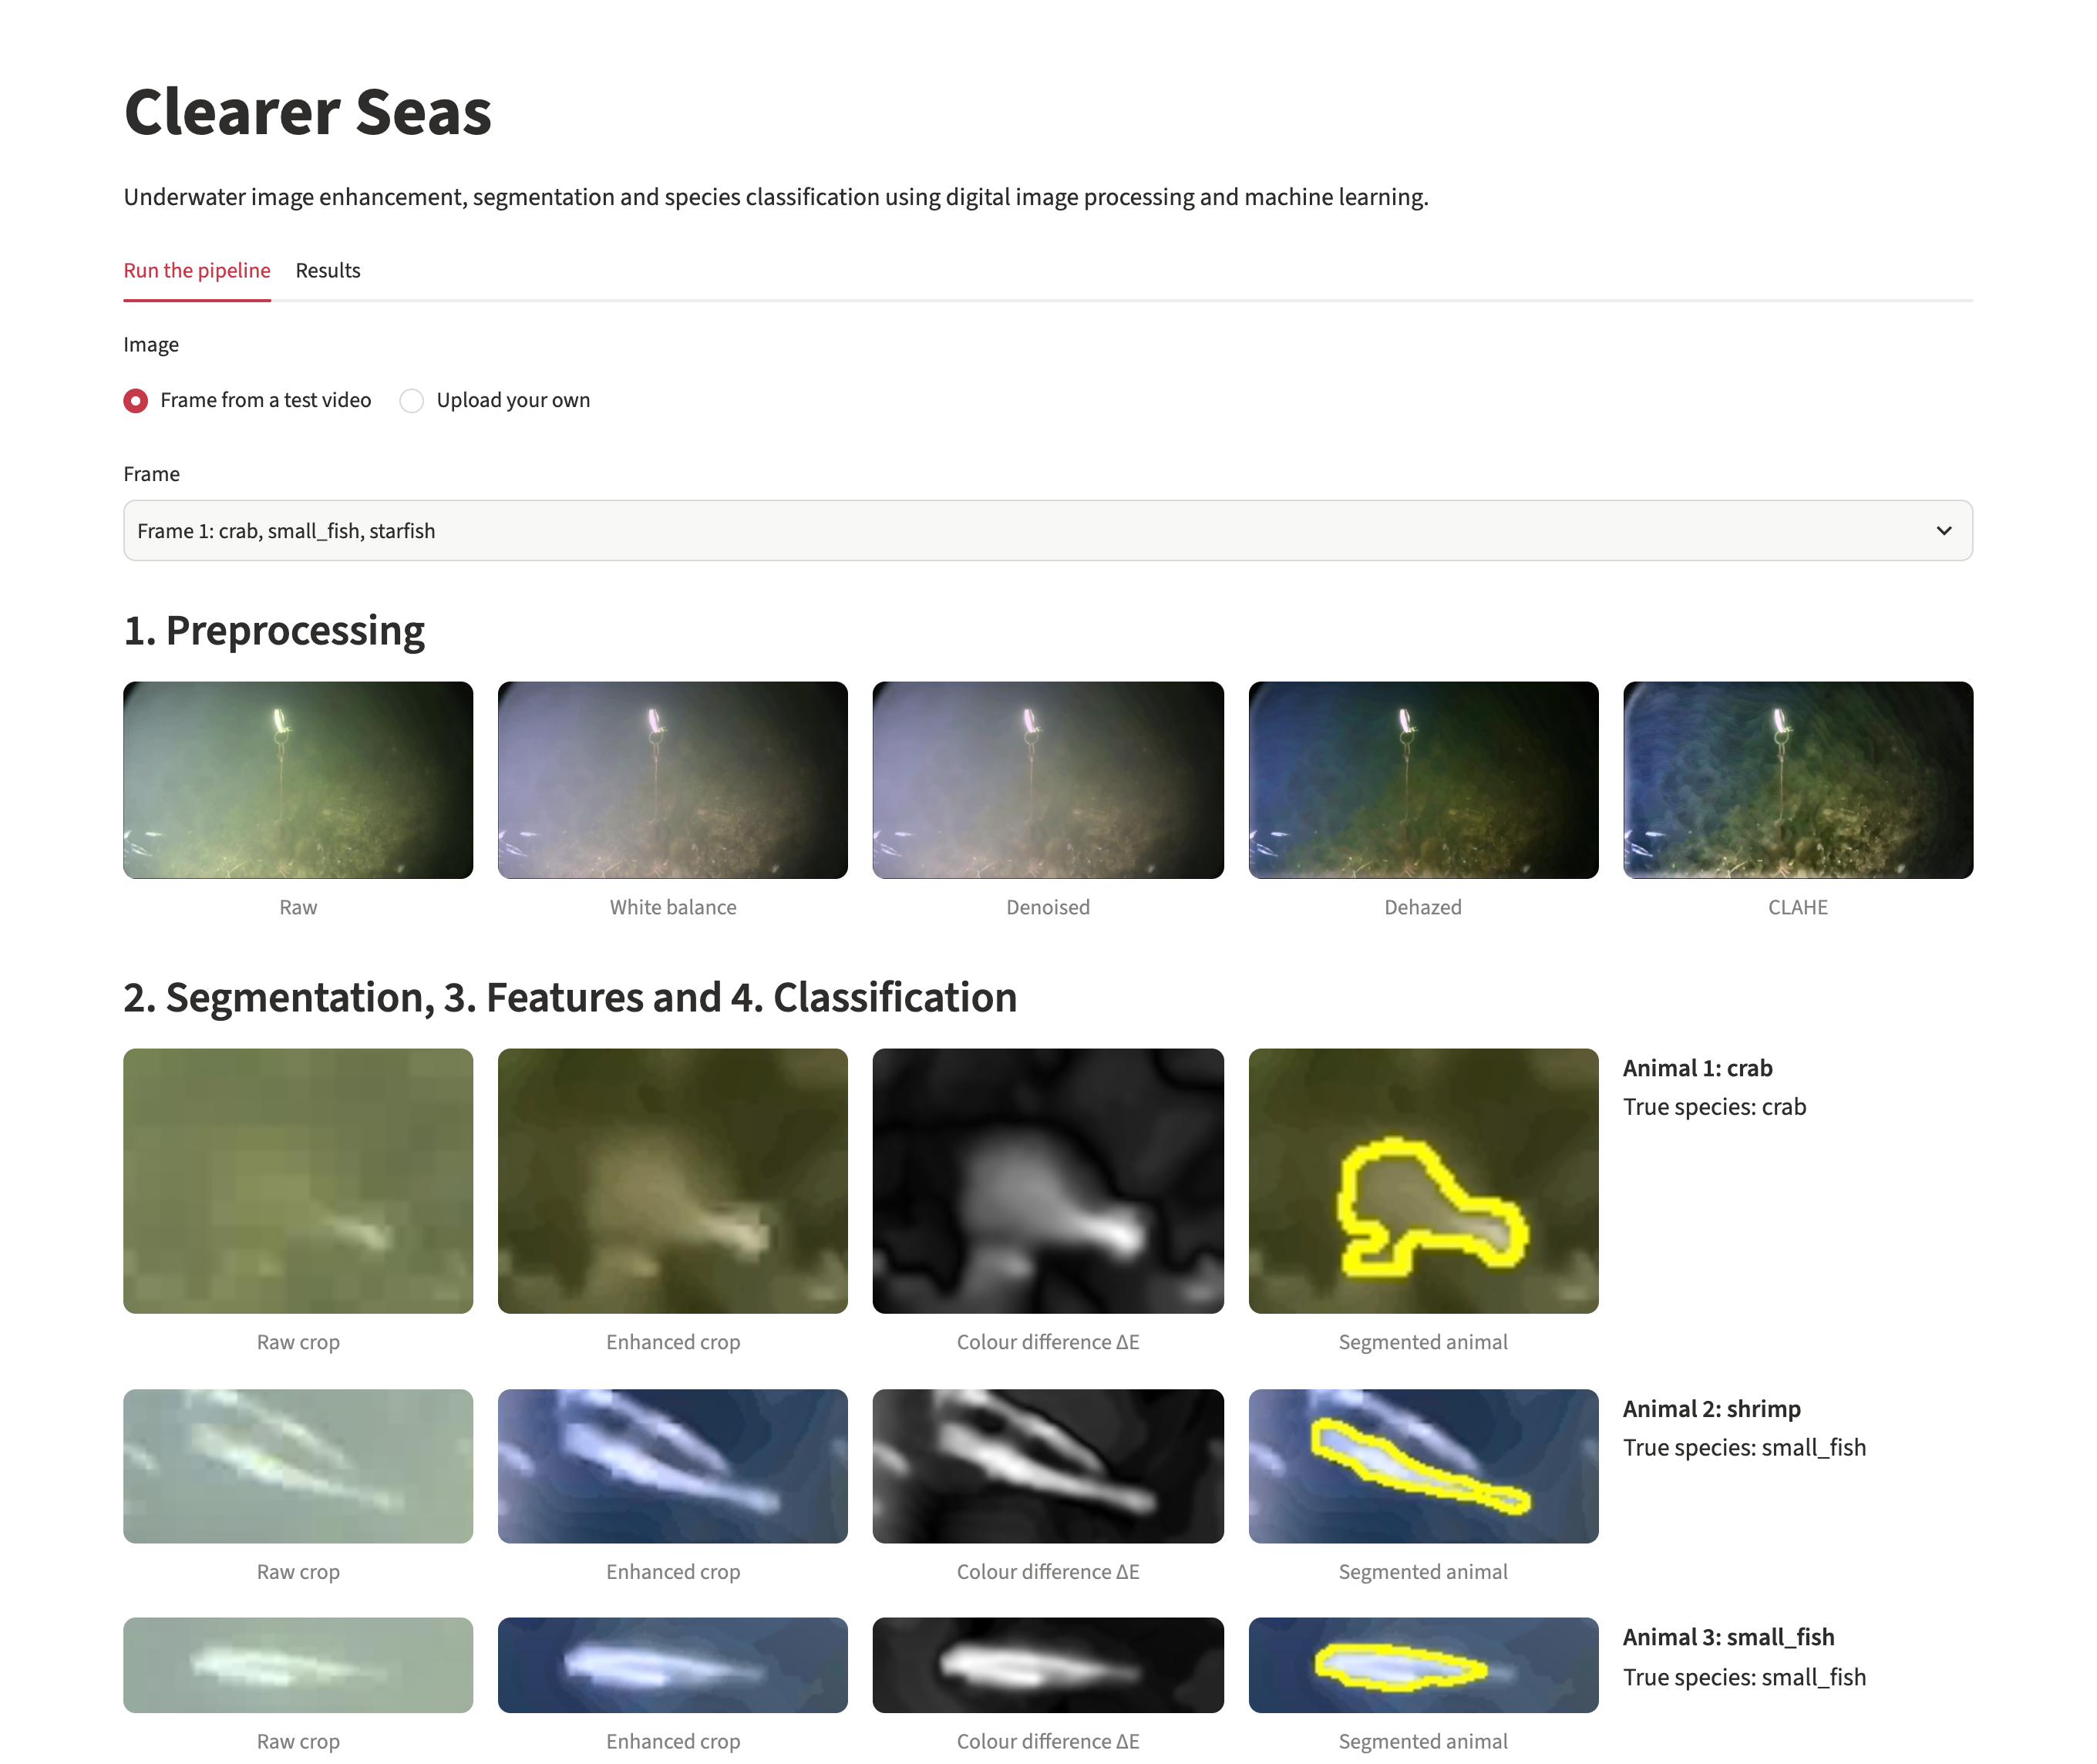 Clearer Seas
Underwater image enhancement, segmentation and species classification using digital image processing and machine learning.
Run the pipeline Results
Image
Frame from a test video Upload your own
Frame
Frame 1: crab, small_fish, starfish
1. Preprocessing
Raw White balance Denoised Dehazed CLAHE
2. Segmentation, 3. Features and 4. Classification
Animal 1: crab
True species: crab
Raw crop Enhanced crop Colour difference ΔE Segmented animal
Animal 2: shrimp
True species: small_fish
Raw crop Enhanced crop Colour difference ΔE Segmented animal
Animal 3: small_fish
True species: small_fish
Raw crop Enhanced crop Colour difference ΔE Segmented animal